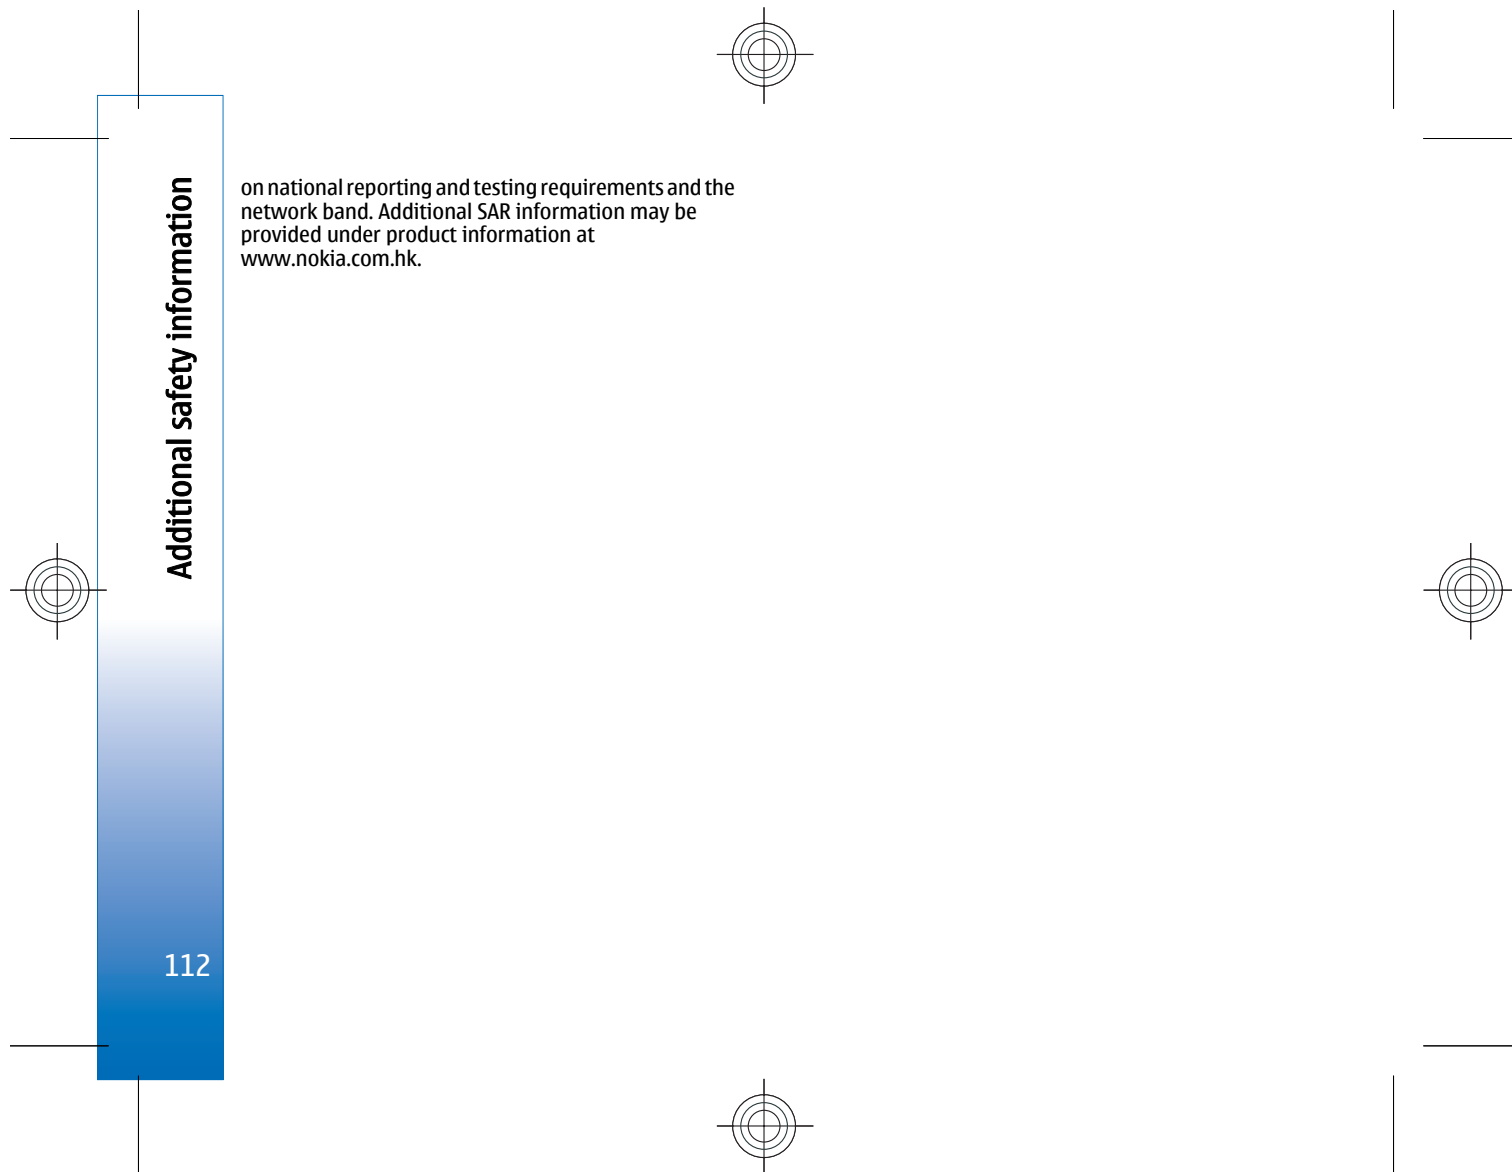 Additional safety information
on national reporting and testing requirements and the
network band. Additional SAR information may be
provided under product information at
www.nokia.com.hk.
112